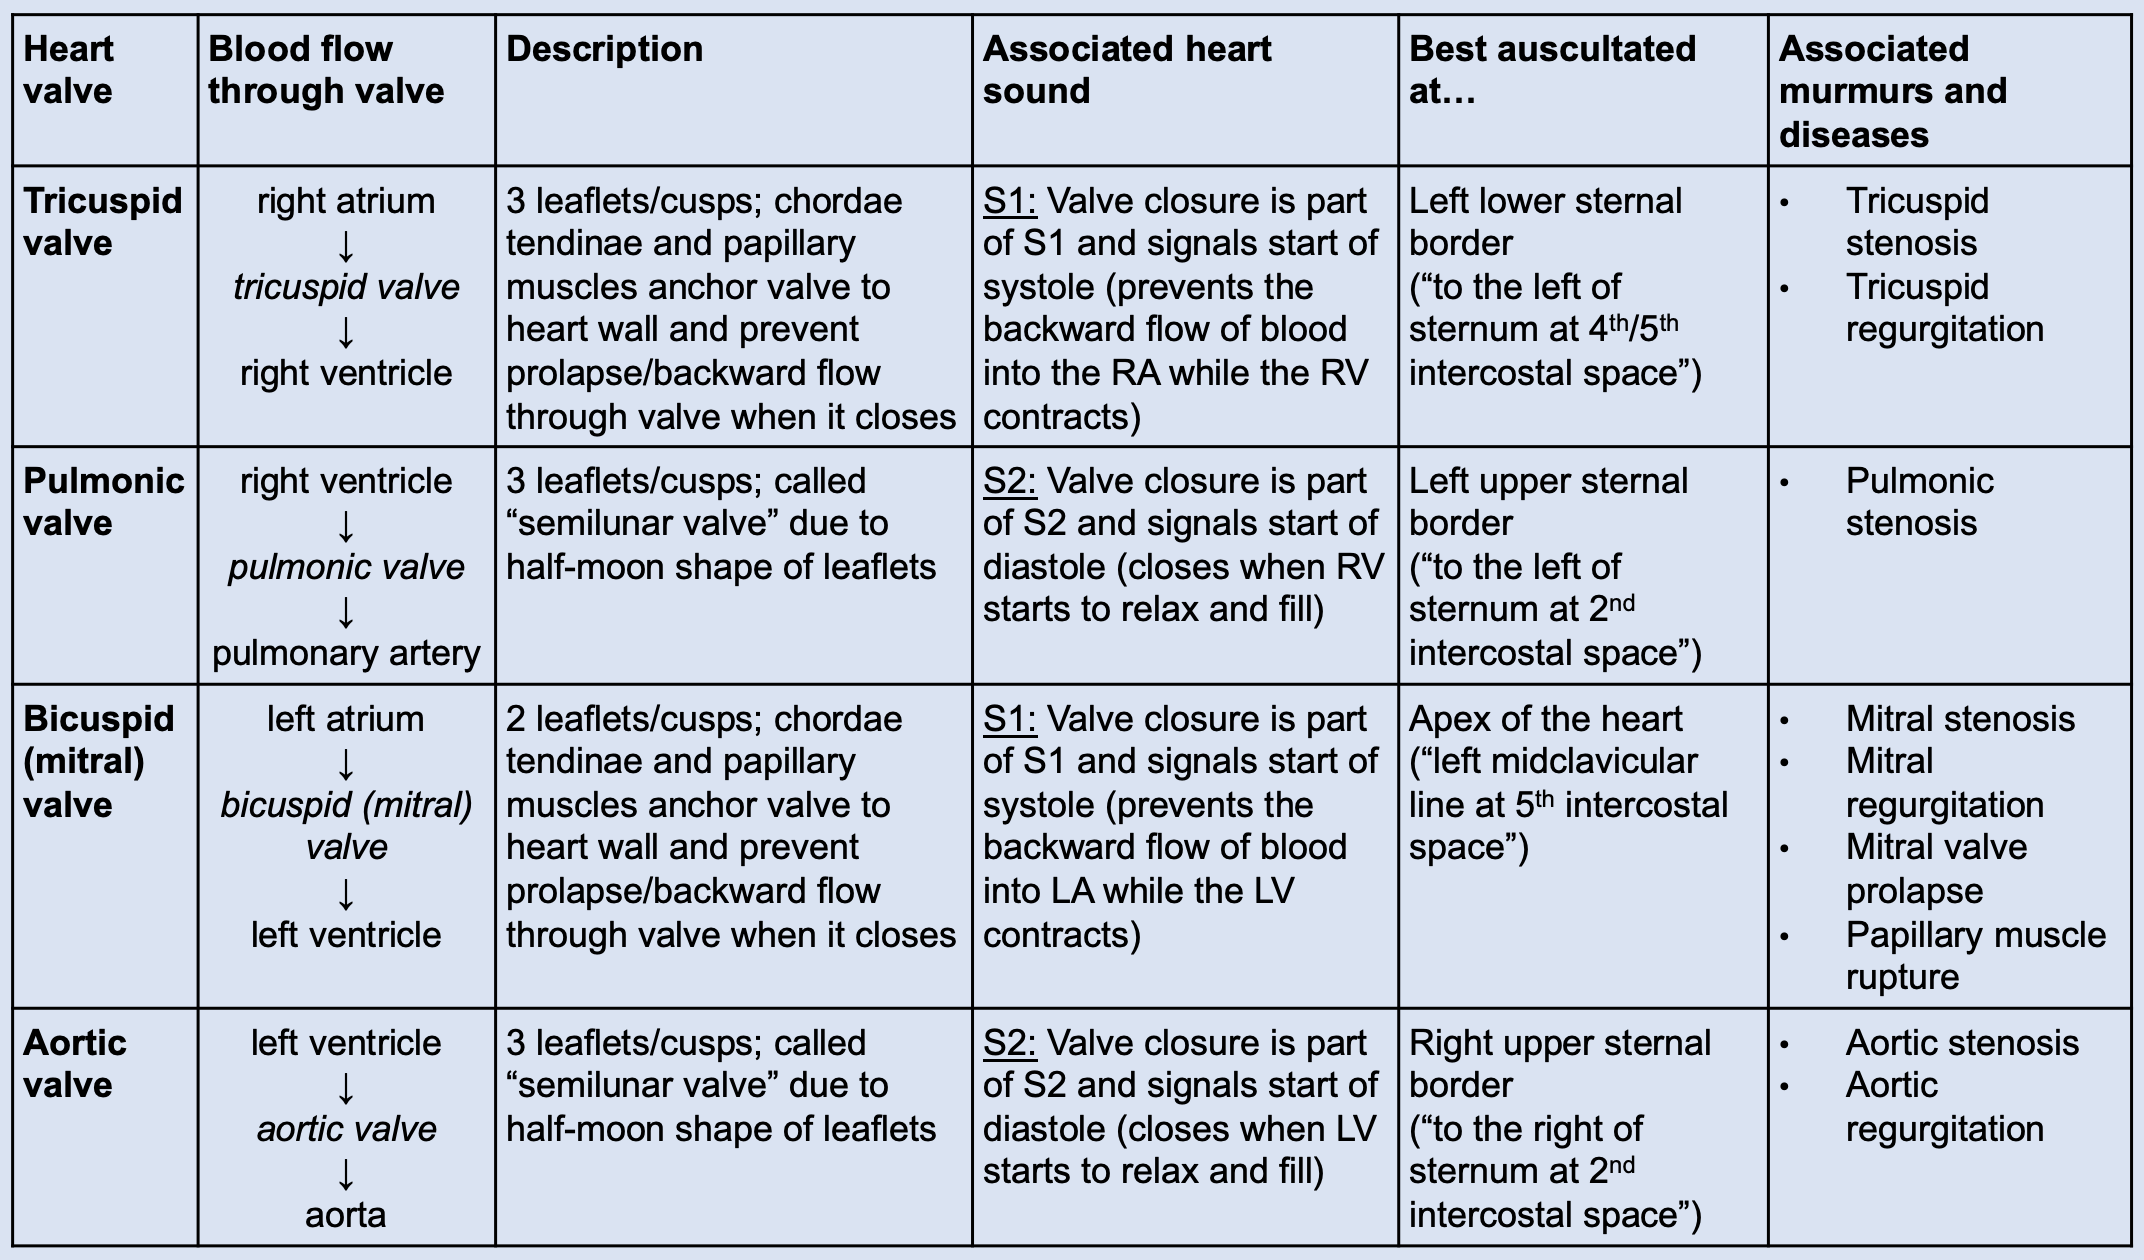 Heart
valve
Blood flow
through valve
Description
Associated heart
sound
Best auscultated
at…
Associated
murmurs and
diseases
Tricuspid
valve
right atrium
↓
tricuspid valve
↓
right ventricle
3 leaflets/cusps; chordae
tendinae and papillary
muscles anchor valve to
heart wall and prevent
prolapse/backward flow
through valve when it closes
S1: Valve closure is part
of S1 and signals start of
systole (prevents the
backward flow of blood
into the RA while the RV
contracts)
Left lower sternal
border
(“to the left of
sternum at 4th/5th
intercostal space”)
• Tricuspid
stenosis
• Tricuspid
regurgitation
Pulmonic
valve
right ventricle
↓
pulmonic valve
↓
pulmonary artery
3 leaflets/cusps; called
“semilunar valve” due to
half-moon shape of leaflets
S2: Valve closure is part
of S2 and signals start of
diastole (closes when RV
starts to relax and fill)
Left upper sternal
border
(“to the left of
sternum at 2nd
intercostal space”)
• Pulmonic
stenosis
Bicuspid
(mitral)
valve
left atrium
↓
bicuspid (mitral)
valve
↓
left ventricle
2 leaflets/cusps; chordae
tendinae and papillary
muscles anchor valve to
heart wall and prevent
prolapse/backward flow
through valve when it closes
S1: Valve closure is part
of S1 and signals start of
systole (prevents the
backward flow of blood
into LA while the LV
contracts)
Apex of the heart
(“left midclavicular
line at 5th intercostal
space”)
• Mitral stenosis
• Mitral
regurgitation
• Mitral valve
prolapse
• Papillary muscle
rupture
Aortic
valve
left ventricle
↓
aortic valve
↓
aorta
3 leaflets/cusps; called
“semilunar valve” due to
half-moon shape of leaflets
S2: Valve closure is part
of S2 and signals start of
diastole (closes when LV
starts to relax and fill)
Right upper sternal
border
(“to the right of
sternum at 2nd
intercostal space”)
• Aortic stenosis
• Aortic
regurgitation